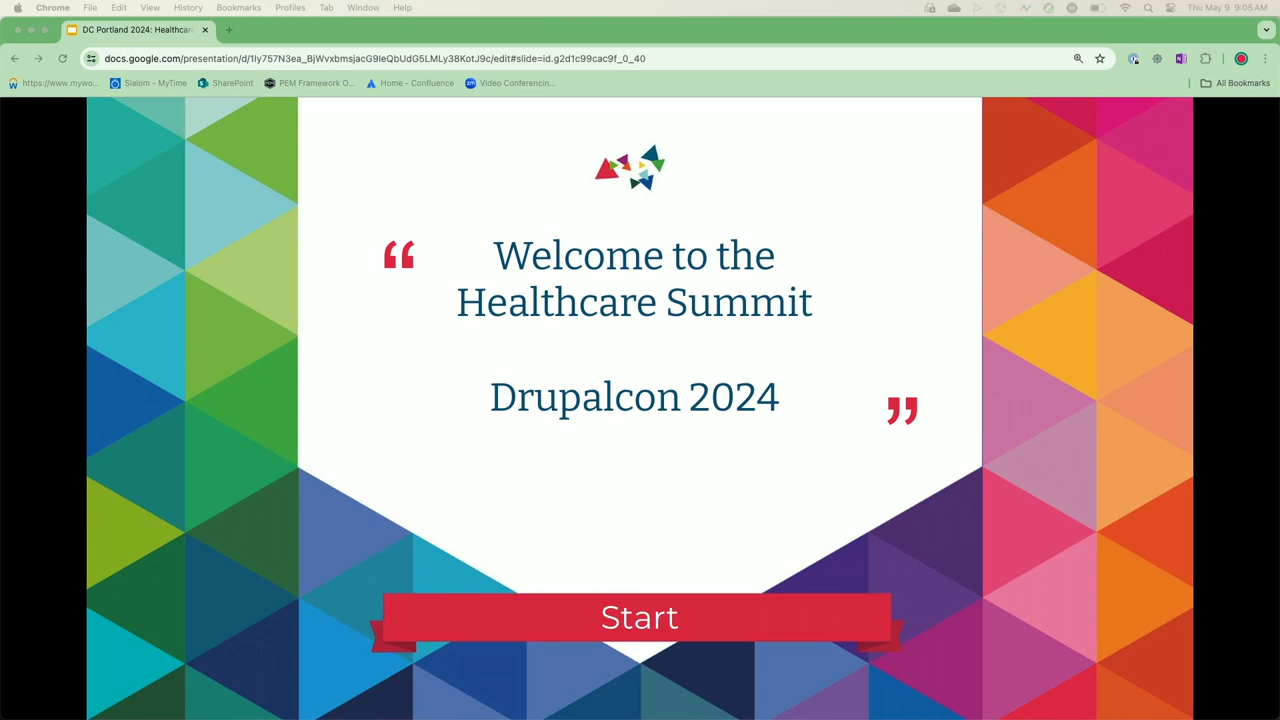 Chrome File Edit View History Bookmarks Profiles Tab Window Help
Thu May 9 9:05 AM
DC Portland 2024: Healthcar
docs.google.com/presentation/d/1ly757N3ea_BjWvxbmsjacG9IeQbUdG5LMLy38KotJ9c/edit#slide=id.g2d1c99cac9f_0_40
https://www.mywo... Slalom - MyTime SharePoint PEM Framework O... Home - Confluence Video Conferencin... All Bookmarks
“ Welcome to the
Healthcare Summit
Drupalcon 2024 ”
Start